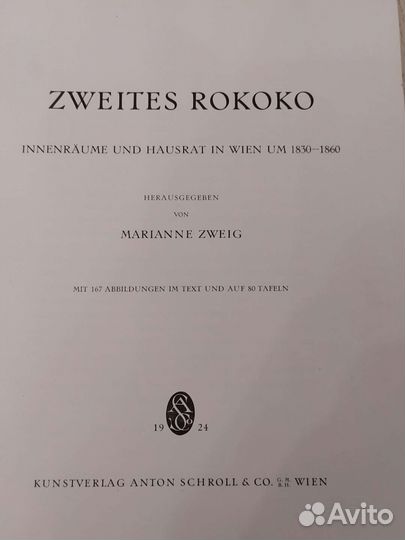 ZWEITES ROKOKO
INNENRÄUME UND HAUSRAT IN WIEN UM 1830—1860
HERAUSGEGEBEN
VON
MARIANNE ZWEIG
MIT 167 ABBILDUNGEN IM TEXT UND AUF 80 TAFELN
19 24
KUNSTVERLAG ANTON SCHROLL & CO. G. M. B. H. WIEN
Avito